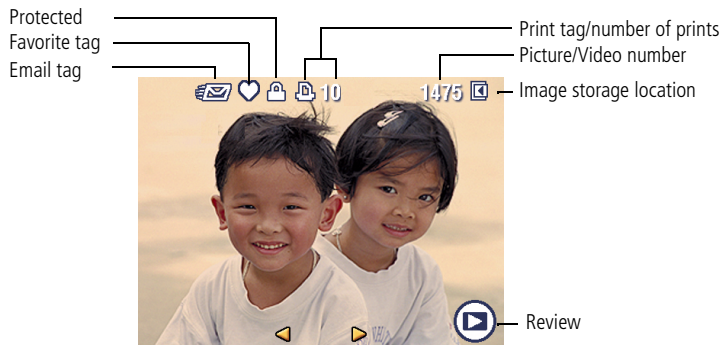 Protected
Favorite tag
Email tag
Print tag/number of prints
Picture/Video number
Image storage location
10
1475
Review